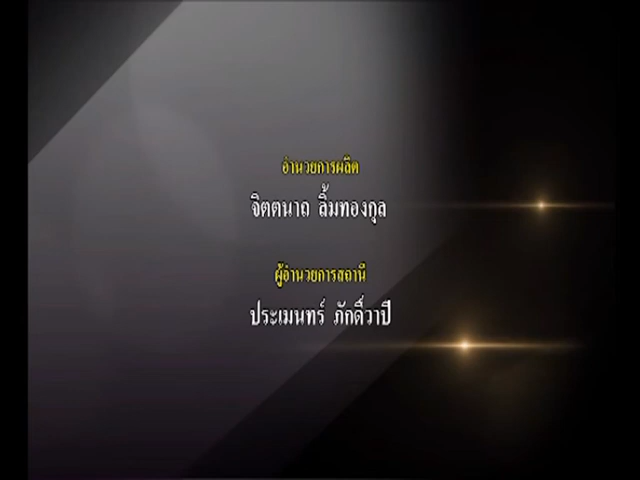 อำนวยการผลิต
จิตตนาถ ลิ้มทองกุล
ผู้อำนวยการสถานี
ประเมนทร์ ภักดิ์วาปี